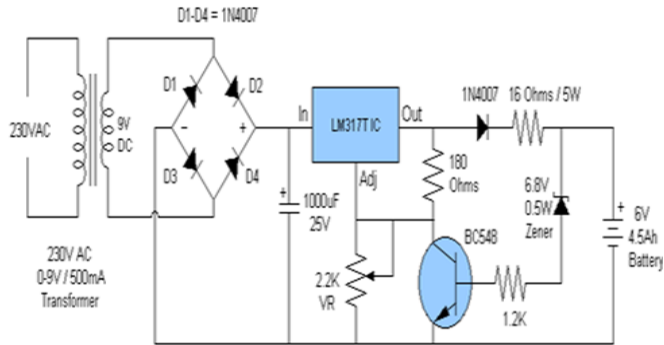 D1-D4 = 1N4007
D1
D2
1N4007
16 Ohms / 5W
In
LM317T IC
Out
230VAC
9V
DC
-
+
Adj
180
Ohms
6.8V
0.5W
Zener
D3
D4
+
1000uF
25V
+
6V
4.5Ah
Battery
BC548
230V AC
0-9V / 500mA
Transformer
2.2K
VR
1.2K